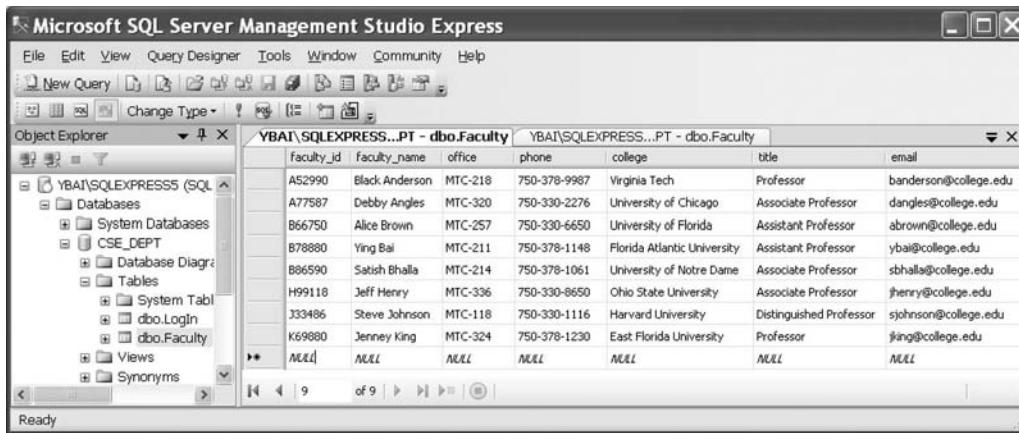 Microsoft SQL Server Management Studio Express
File Edit View Query Designer Tools Window Community Help
New Query
Change Type
Object Explorer
YBAI\SQLEXPRESS...PT - dbo.Faculty YBAI\SQLEXPRESS...PT - dbo.Faculty
YBAI\SQLEXPRESS5 (SQL
Databases
System Databases
CSE_DEPT
Database Diagra
Tables
System Tabl
dbo.LogIn
dbo.Faculty
Views
Synonyms
faculty_id faculty_name office phone college title email
A52990 Black Anderson MTC-218 750-378-9987 Virginia Tech Professor banderson@college.edu
A77587 Debby Angles MTC-320 750-330-2276 University of Chicago Associate Professor dangles@college.edu
B66750 Alice Brown MTC-257 750-330-6650 University of Florida Assistant Professor abrown@college.edu
B78880 Ying Bai MTC-211 750-378-1148 Florida Atlantic University Assistant Professor ybai@college.edu
B86590 Satish Bhalla MTC-214 750-378-1061 University of Notre Dame Associate Professor sbhalla@college.edu
H99118 Jeff Henry MTC-336 750-330-8650 Ohio State University Associate Professor jhenry@college.edu
J33486 Steve Johnson MTC-118 750-330-1116 Harvard University Distinguished Professor sjohnson@college.edu
K69880 Jenney King MTC-324 750-378-1230 East Florida University Professor jking@college.edu
NULL NULL NULL NULL NULL NULL NULL
9 of 9
Ready